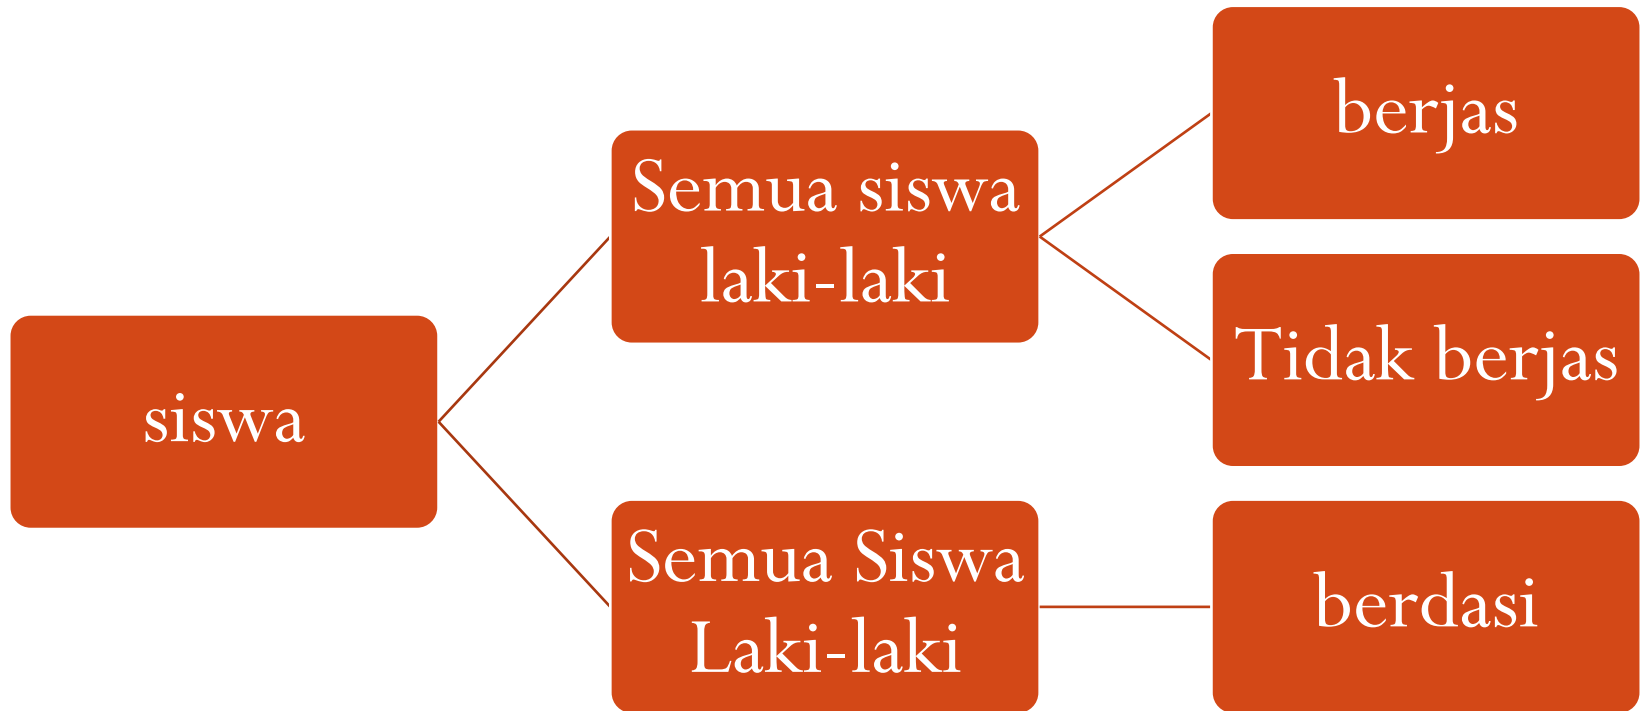 siswa
Semua siswa
laki-laki
berjas
Tidak berjas
Semua Siswa
Laki-laki
berdasi